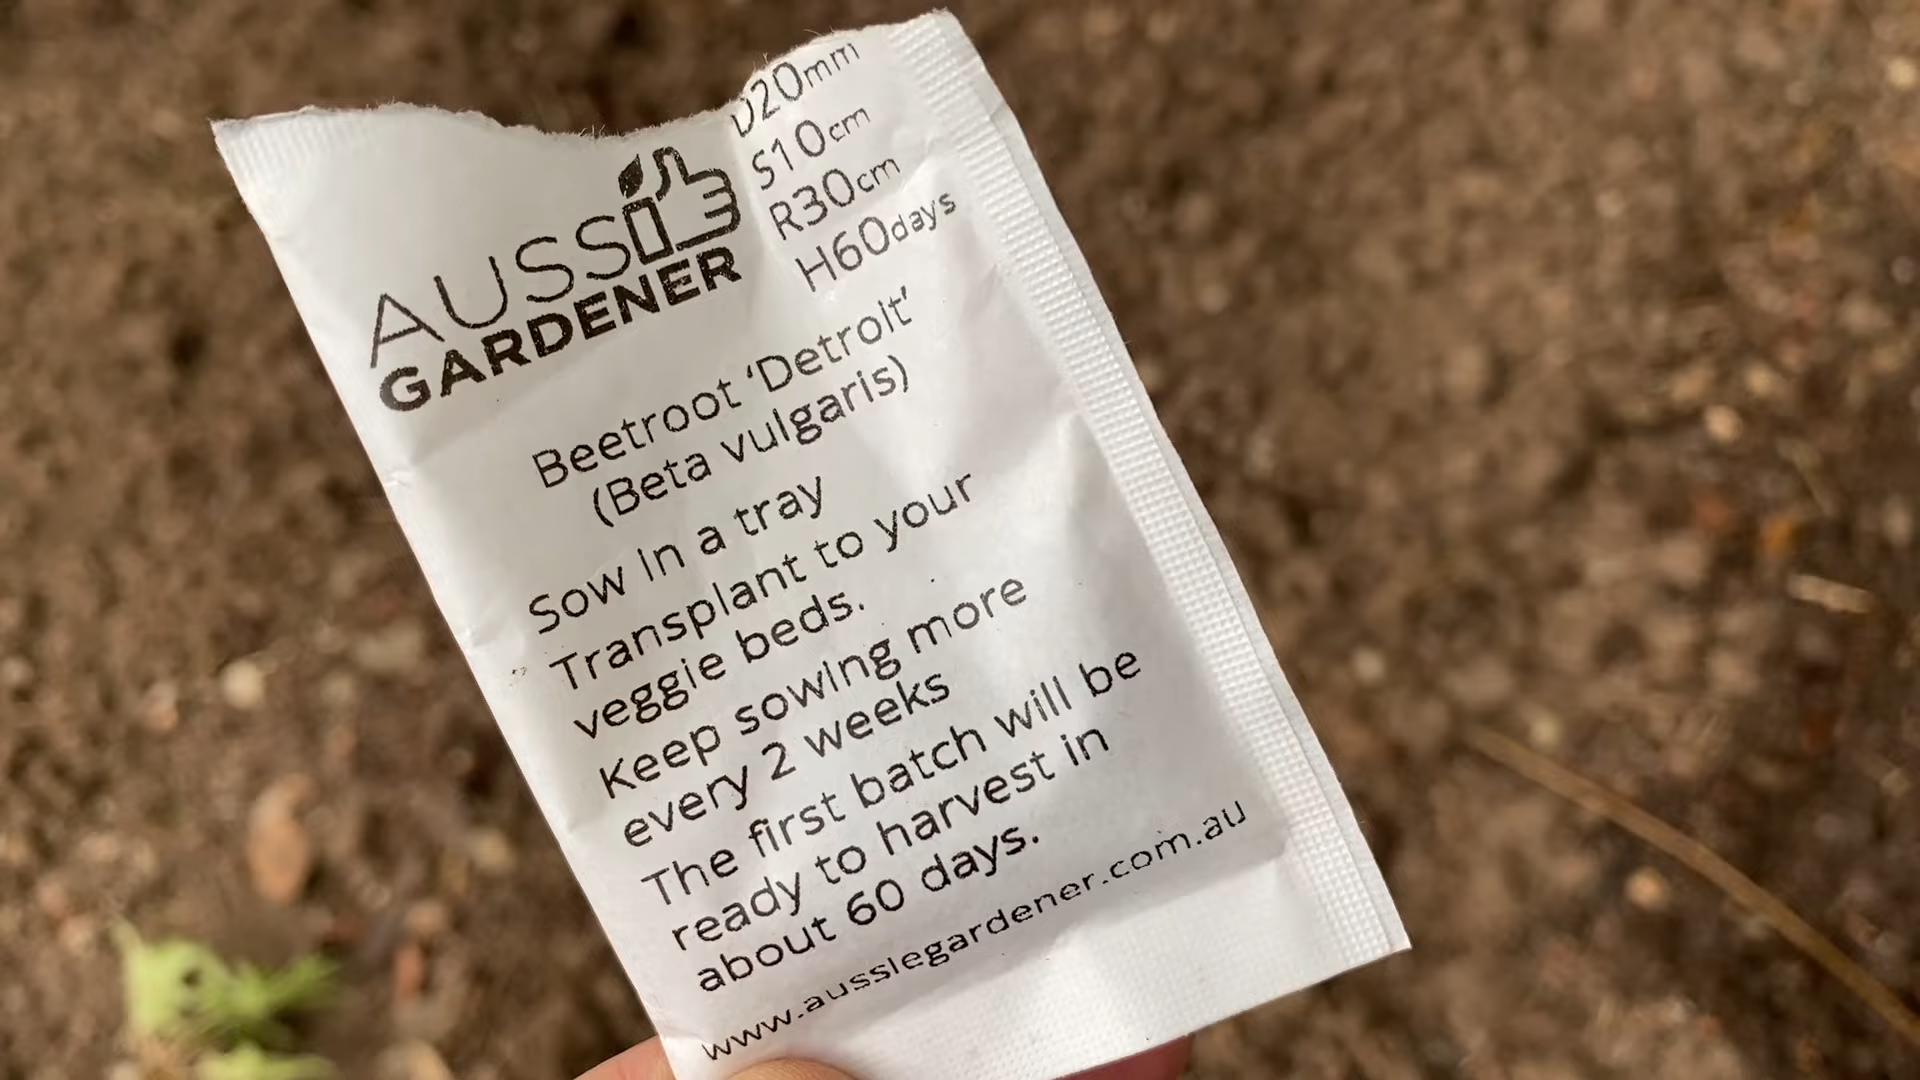 D20mm
S10cm
R30cm
H60days
AUSSIE
GARDENER
Beetroot 'Detroit'
(Beta vulgaris)
Sow in a tray
Transplant to your
veggie beds.
Keep sowing more
every 2 weeks
The first batch will be
ready to harvest in
about 60 days.
www.aussiegardener.com.au